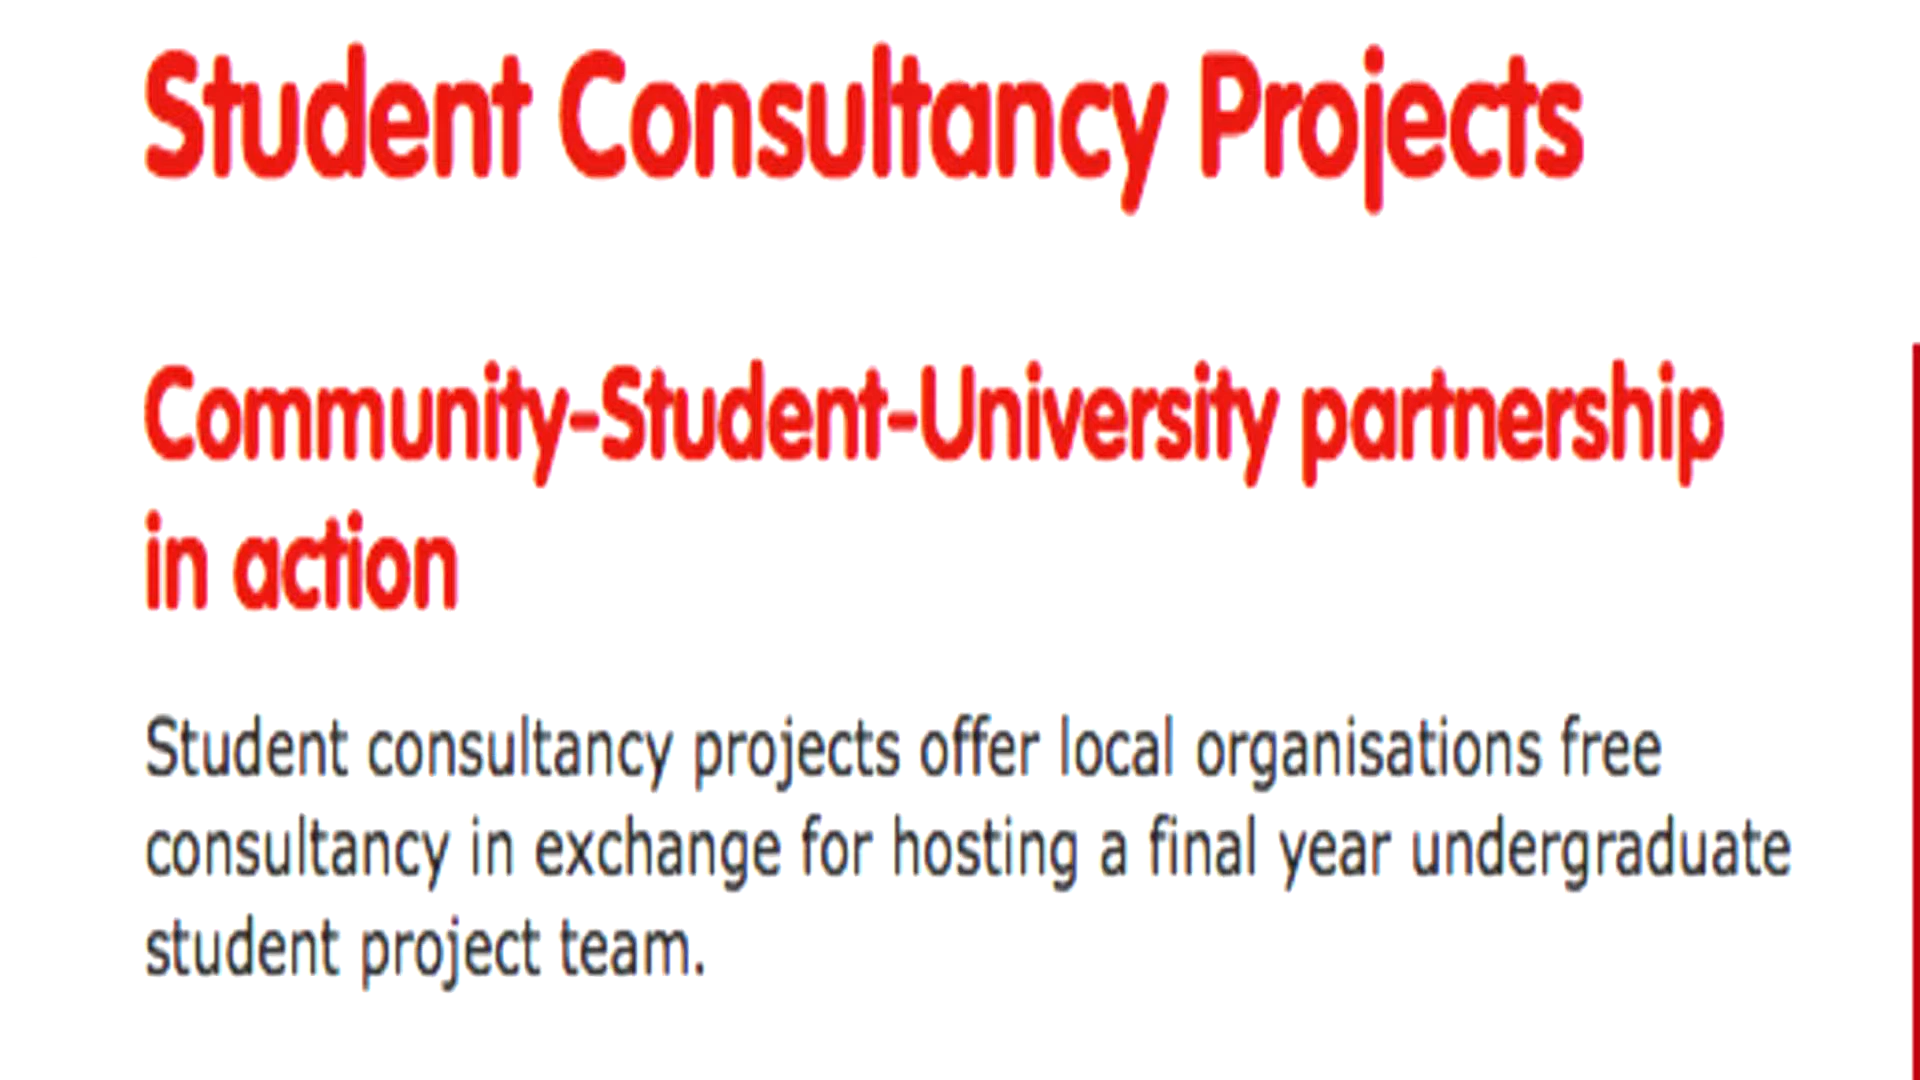 Student Consultancy Projects
Community-Student-University partnership
in action
Student consultancy projects offer local organisations free
consultancy in exchange for hosting a final year undergraduate
student project team.